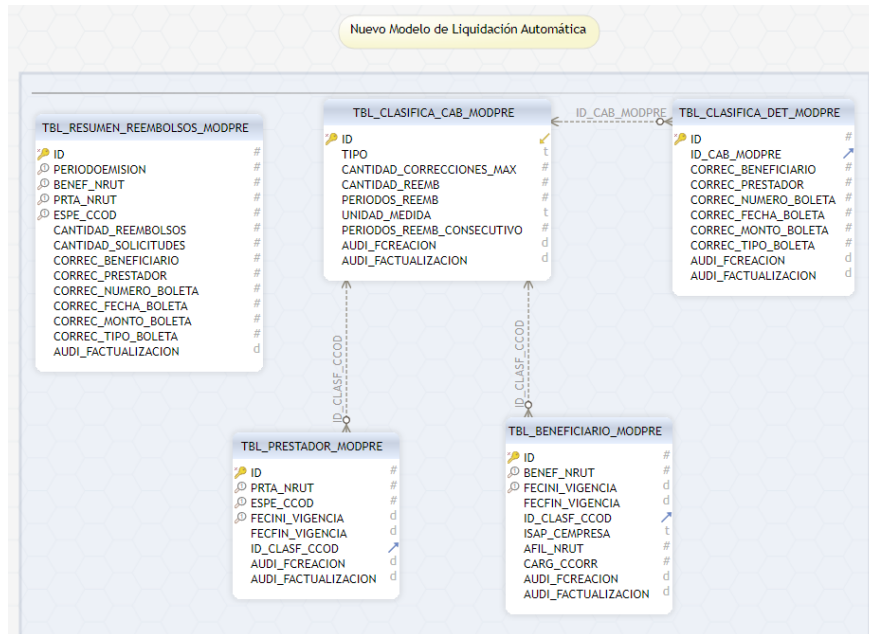 Nuevo Modelo de Liquidación Automática
TBL_RESUMEN_REEMBOLSOS_MODPRE
ID #
PERIODOEMISION #
BENEF_NRUT #
PRTA_NRUT #
ESPE_CCOD #
CANTIDAD_REEMBOLSOS #
CANTIDAD_SOLICITUDES #
CORREC_BENEFICIARIO #
CORREC_PRESTADOR #
CORREC_NUMERO_BOLETA #
CORREC_FECHA_BOLETA #
CORREC_MONTO_BOLETA #
CORREC_TIPO_BOLETA #
AUDI_FACTUALIZACION d
TBL_CLASIFICA_CAB_MODPRE
ID
TIPO t
CANTIDAD_CORRECCIONES_MAX #
CANTIDAD_REEMB #
PERIODOS_REEMB #
UNIDAD_MEDIDA t
PERIODOS_REEMB_CONSECUTIVO #
AUDI_FCREACION d
AUDI_FACTUALIZACION d
ID_CAB_MODPRE
TBL_CLASIFICA_DET_MODPRE
ID #
ID_CAB_MODPRE
CORREC_BENEFICIARIO #
CORREC_PRESTADOR #
CORREC_NUMERO_BOLETA #
CORREC_FECHA_BOLETA #
CORREC_MONTO_BOLETA #
CORREC_TIPO_BOLETA #
AUDI_FCREACION d
AUDI_FACTUALIZACION d
ID_CLASF_CCOD
ID_CLASF_CCOD
TBL_PRESTADOR_MODPRE
ID #
PRTA_NRUT #
ESPE_CCOD #
FECINI_VIGENCIA d
FECFIN_VIGENCIA d
ID_CLASF_CCOD
AUDI_FCREACION d
AUDI_FACTUALIZACION d
TBL_BENEFICIARIO_MODPRE
ID #
BENEF_NRUT #
FECINI_VIGENCIA d
FECFIN_VIGENCIA d
ID_CLASF_CCOD
ISAP_CEMPRESA t
AFIL_NRUT #
CARG_CCORR #
AUDI_FCREACION d
AUDI_FACTUALIZACION d